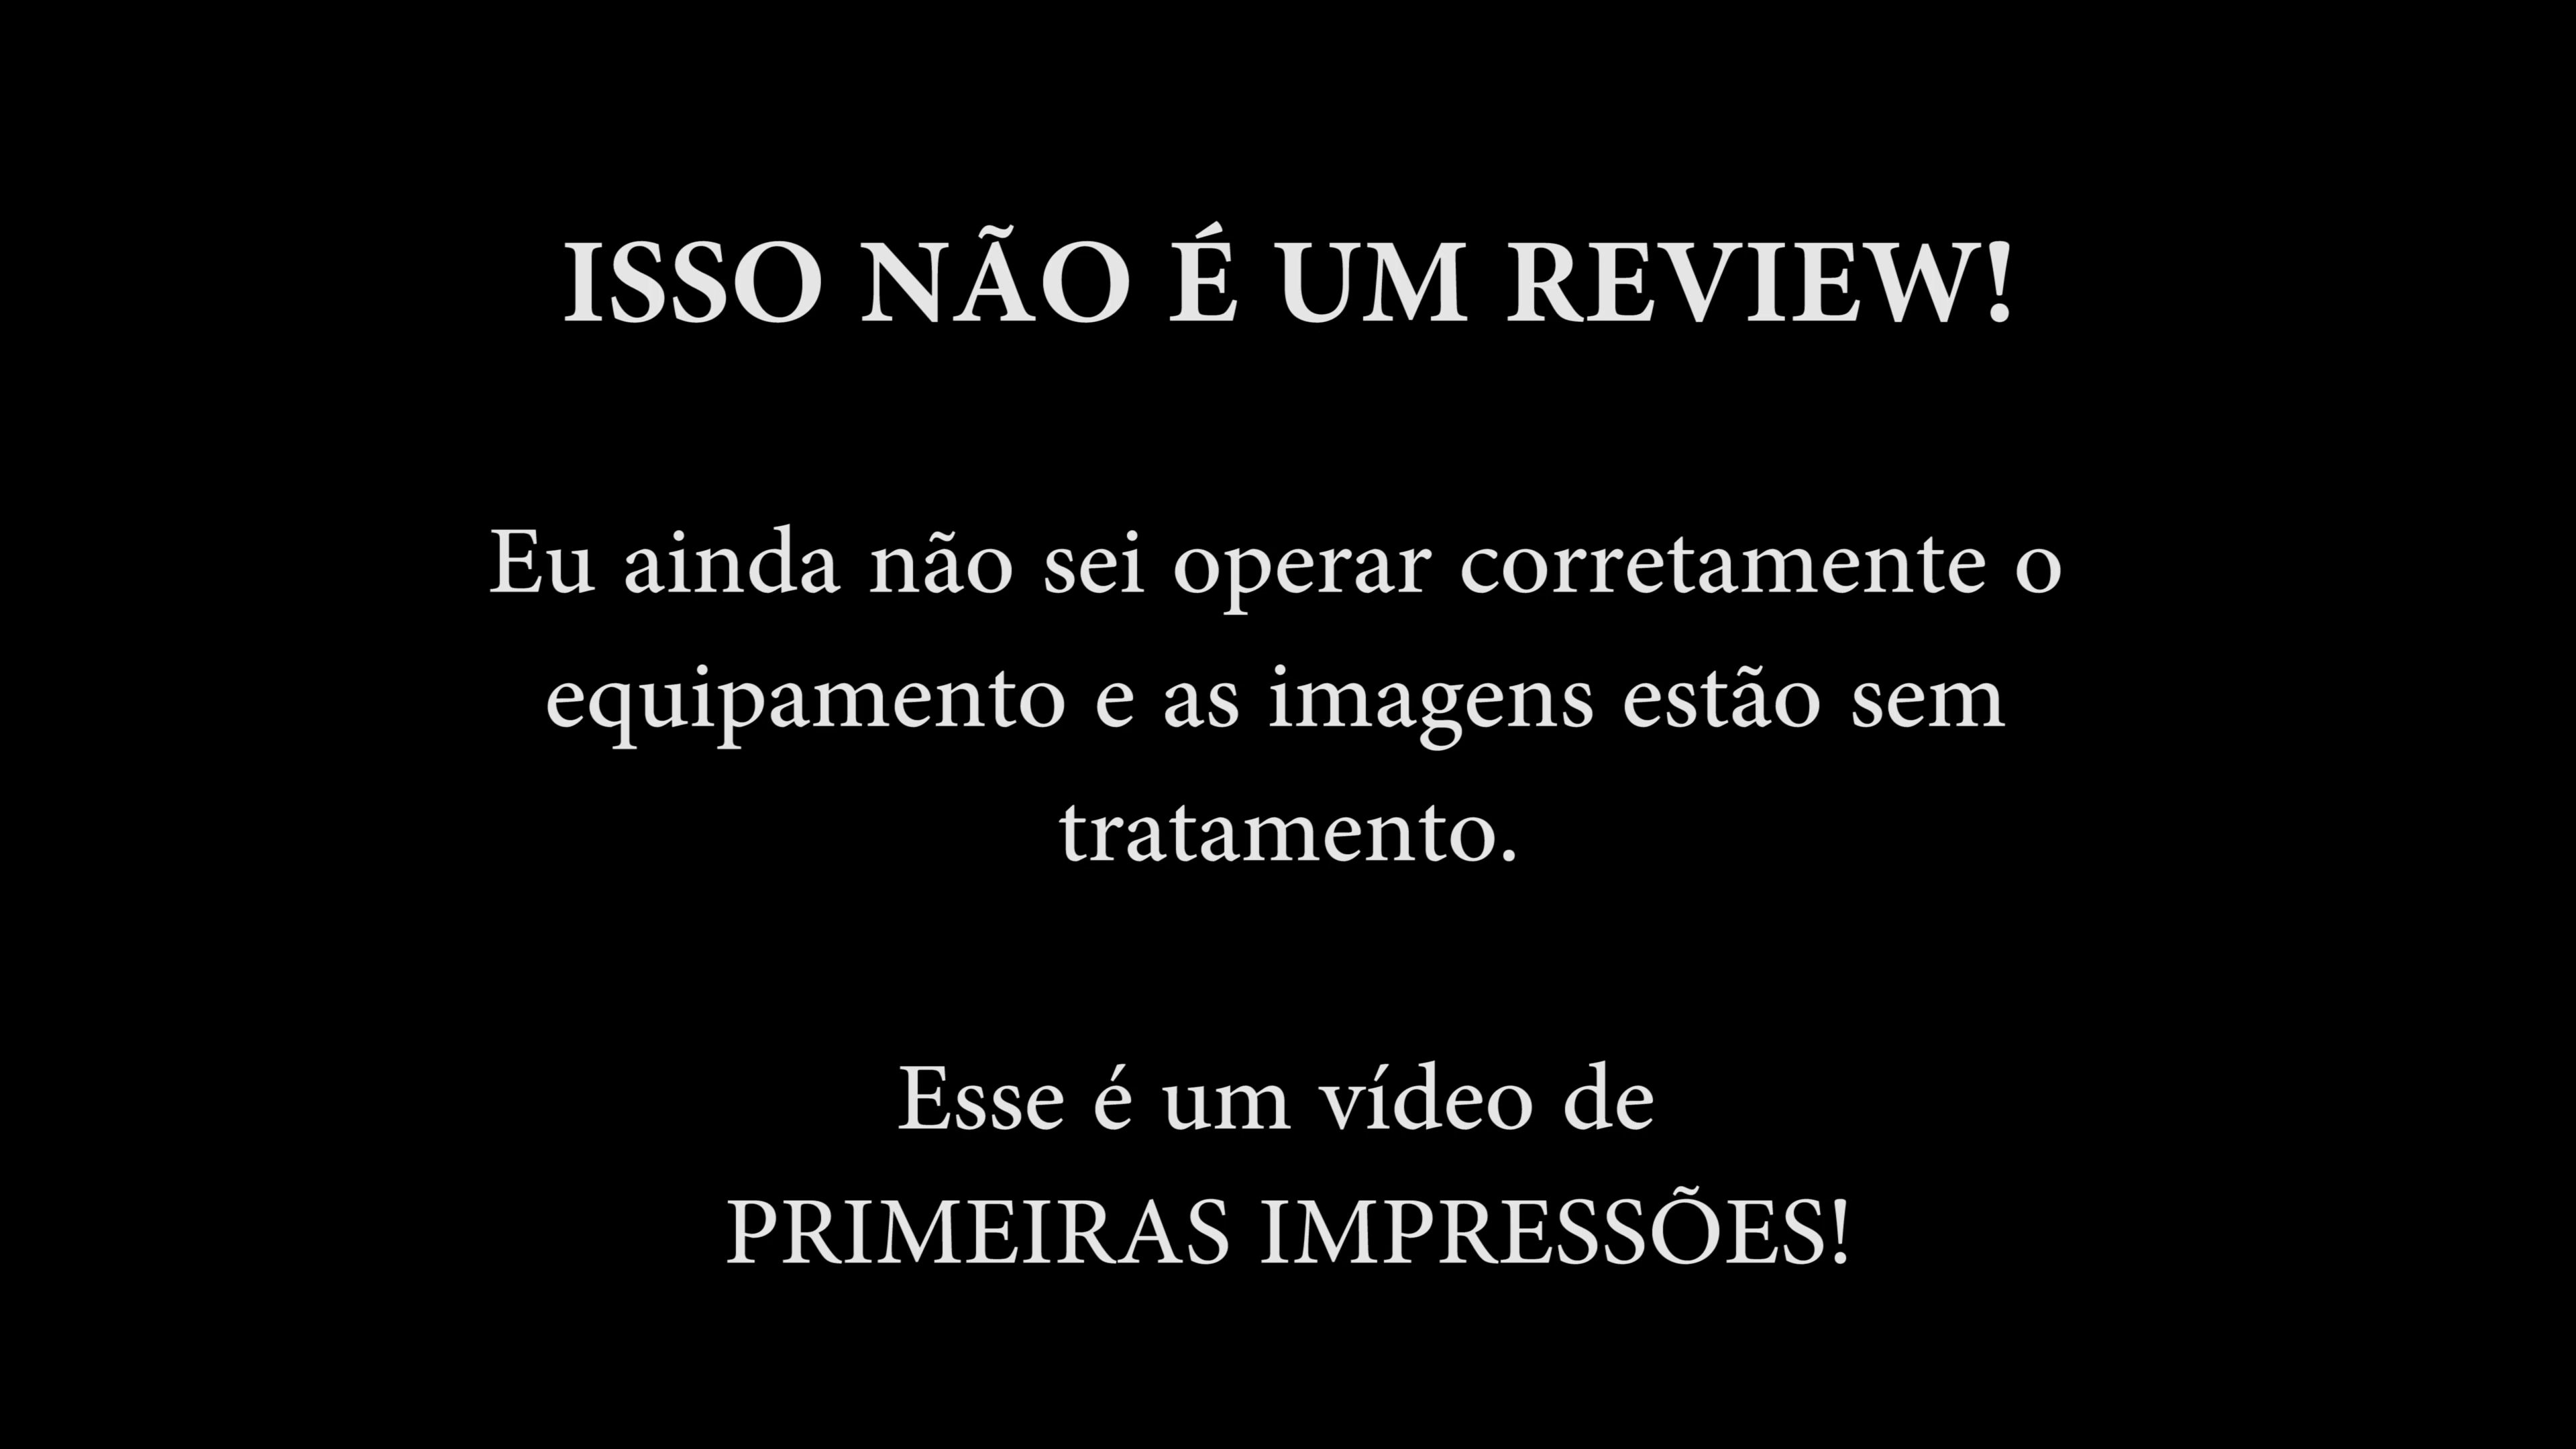 ISSO NÃO É UM REVIEW!
Eu ainda não sei operar corretamente o
equipamento e as imagens estão sem
tratamento.
Esse é um vídeo de
PRIMEIRAS IMPRESSÕES!